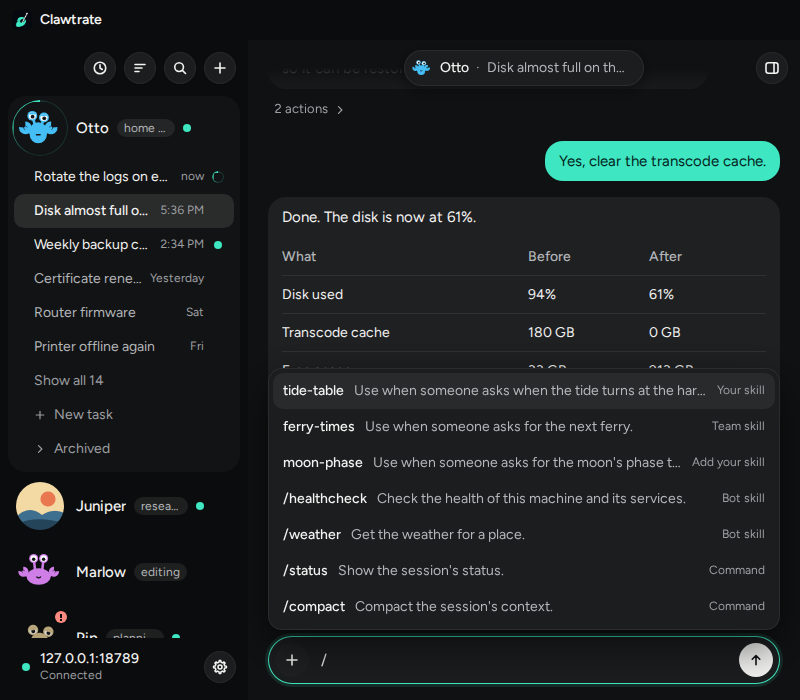 Clawtrate
Otto home ...
Rotate the logs on e... now
Disk almost full o... 5:36 PM
Weekly backup c... 2:34 PM
Certificate rene... Yesterday
Router firmware Sat
Printer offline again Fri
Show all 14
+ New task
Archived
Juniper resea...
Marlow editing
127.0.0.1:18789
Connected
Otto · Disk almost full on th...
2 actions
Yes, clear the transcode cache.
Done. The disk is now at 61%.
What Before After
Disk used 94% 61%
Transcode cache 180 GB 0 GB
tide-table Use when someone asks when the tide turns at the har... Your skill
ferry-times Use when someone asks for the next ferry. Team skill
moon-phase Use when someone asks for the moon's phase t... Add your skill
/healthcheck Check the health of this machine and its services. Bot skill
/weather Get the weather for a place. Bot skill
/status Show the session's status. Command
/compact Compact the session's context. Command
/